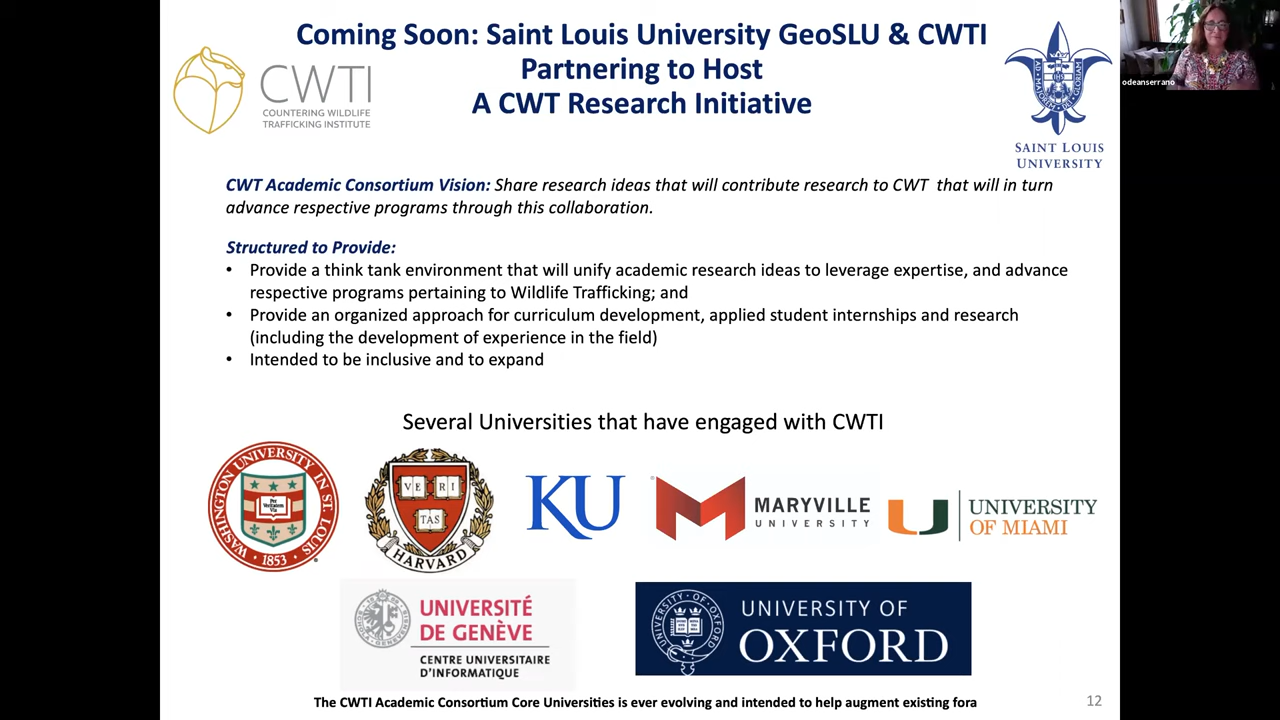 Coming Soon: Saint Louis University GeoSLU & CWTI
Partnering to Host
A CWT Research Initiative
CWTI
COUNTERING WILDLIFE
TRAFFICKING INSTITUTE
SAINT LOUIS
UNIVERSITY
odeanserrano
CWT Academic Consortium Vision: Share research ideas that will contribute research to CWT that will in turn
advance respective programs through this collaboration.
Structured to Provide:
• Provide a think tank environment that will unify academic research ideas to leverage expertise, and advance
respective programs pertaining to Wildlife Trafficking; and
• Provide an organized approach for curriculum development, applied student internships and research
(including the development of experience in the field)
• Intended to be inclusive and to expand
Several Universities that have engaged with CWTI
WASHINGTON UNIVERSITY IN ST. LOUIS
1853
VE RI
TAS
HARVARD
KU
MARYVILLE
UNIVERSITY
UNIVERSITY
OF MIAMI
UNIVERSITÉ
DE GENÈVE
CENTRE UNIVERSITAIRE
D'INFORMATIQUE
UNIVERSITY OF
OXFORD
The CWTI Academic Consortium Core Universities is ever evolving and intended to help augment existing fora
12